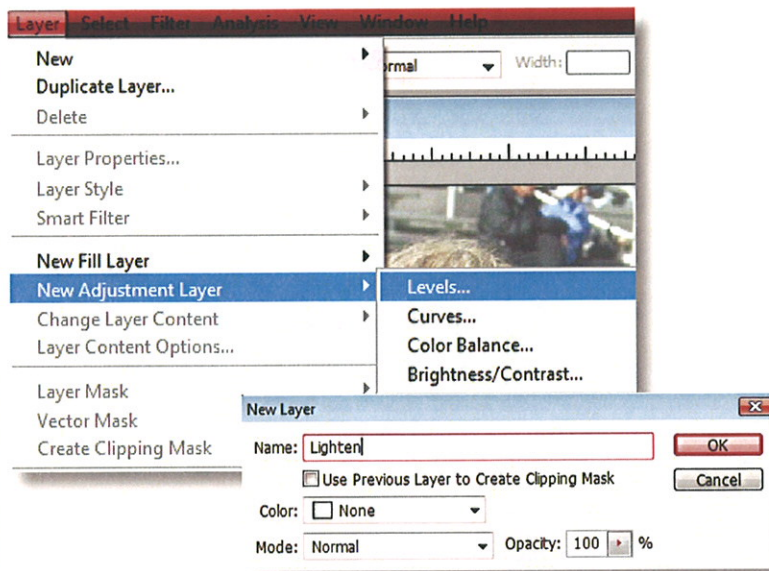 Layer Select Filter Analysis View Window Help
New
Duplicate Layer...
Delete
Layer Properties...
Layer Style
Smart Filter
New Fill Layer
New Adjustment Layer
Change Layer Content
Layer Content Options...
Layer Mask
Vector Mask
Create Clipping Mask
Width:
Levels...
Curves...
Color Balance...
Brightness/Contrast...
New Layer
Name: Lighten
OK
Use Previous Layer to Create Clipping Mask
Cancel
Color: None
Mode: Normal Opacity: 100 %